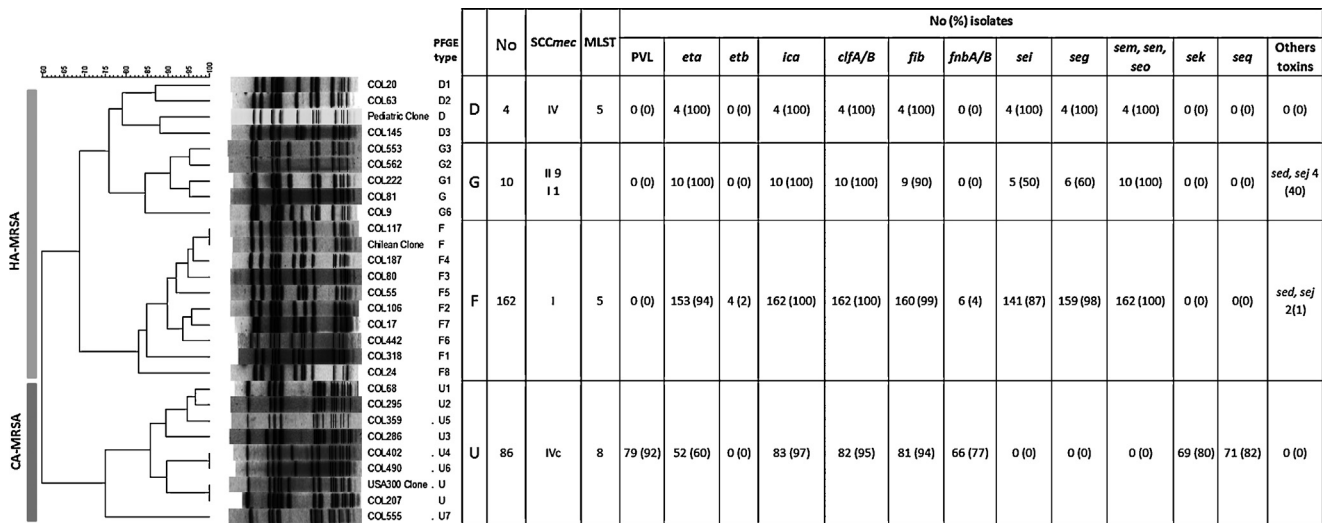 No (%) isolates
PFGE type No SCCmec MLST PVL eta etb ica clfA/B fib fnbA/B sei seg sem, sen, seo sek seq Others toxins
-60 -65 -70 -75 -80 -85 -90 -95 -100
HA-MRSA
CA-MRSA
COL20 D1
COL63 D2
Pediatric Clone D
COL145 D3
COL553 G3
COL562 G2
COL222 G1
COL81 G
COL9 G6
COL117 F
Chilean Clone F
COL187 F4
COL80 F3
COL55 F5
COL106 F2
COL17 F7
COL442 F6
COL318 F1
COL24 F8
COL68 U1
COL295 U2
COL359 . U5
COL286 U3
COL402 . U4
COL490 . U6
USA300 Clone . U
COL207 U
COL555 . U7
D 4 IV 5 0 (0) 4 (100) 0 (0) 4 (100) 4 (100) 4 (100) 0 (0) 4 (100) 4 (100) 4 (100) 0 (0) 0 (0) 0 (0)
G 10 II 9 I 1 0 (0) 10 (100) 0 (0) 10 (100) 10 (100) 9 (90) 0 (0) 5 (50) 6 (60) 10 (100) 0 (0) 0 (0) sed, sej 4 (40)
F 162 I 5 0 (0) 153 (94) 4 (2) 162 (100) 162 (100) 160 (99) 6 (4) 141 (87) 159 (98) 162 (100) 0 (0) 0(0) sed, sej 2(1)
U 86 IVc 8 79 (92) 52 (60) 0 (0) 83 (97) 82 (95) 81 (94) 66 (77) 0 (0) 0 (0) 0 (0) 69 (80) 71 (82) 0 (0)